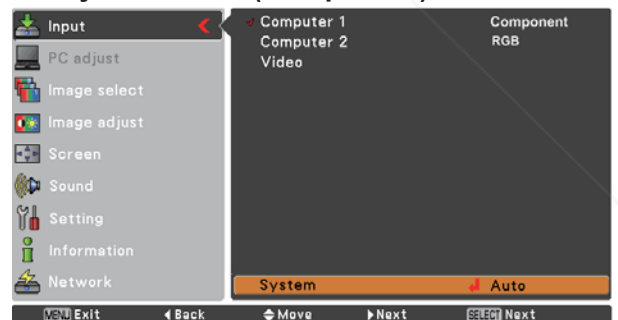 Input
PC adjust
Image select
Image adjust
Screen
Sound
Setting
Information
Network
Computer 1 Component
Computer 2 RGB
Video
System Auto
MENU Exit Back Move Next SELECT Next